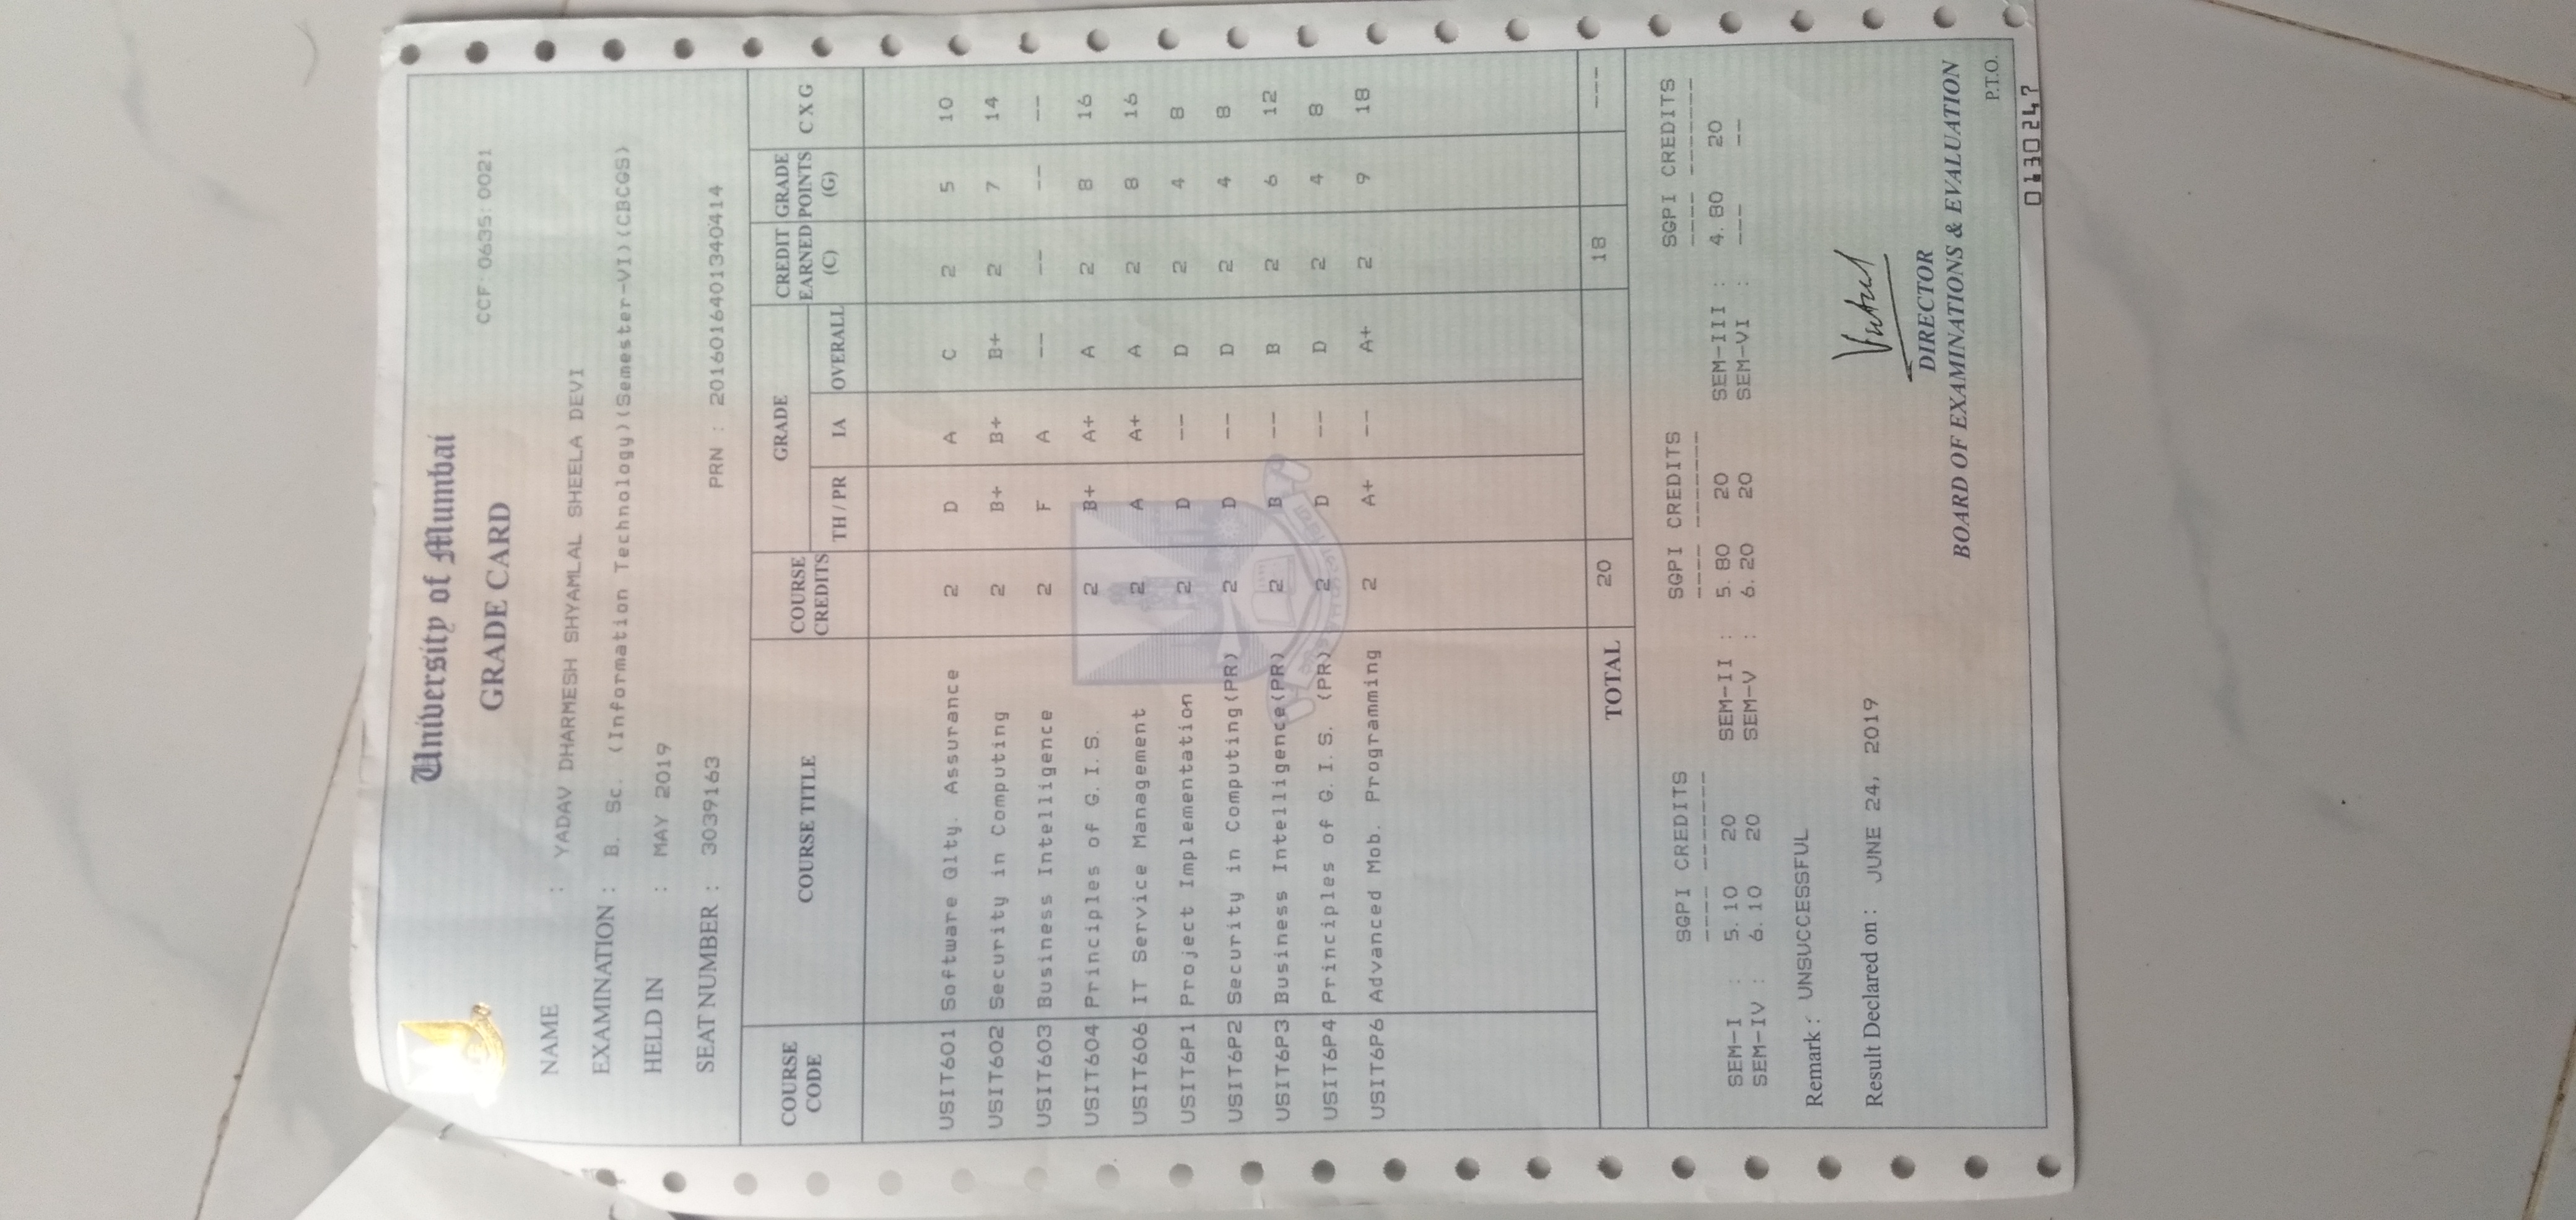 University of Mumbai
GRADE CARD
CCF: 0635: 0021
NAME : YADAV DHARMESH SHYAMLAL SHEELA DEVI
EXAMINATION : B. Sc. (Information Technology)(Semester-VI)(CBCGS)
HELD IN : MAY 2019
SEAT NUMBER : 3039163 PRN : 2016016401340414
COURSE CODE COURSE TITLE COURSE CREDITS GRADE TH / PR IA OVERALL CREDIT EARNED (C) GRADE POINTS (G) C X G
USIT601 Software Qlty. Assurance 2 D A C 2 5 10
USIT602 Security in Computing 2 B+ B+ B+ 2 7 14
USIT603 Business Intelligence 2 F A -- -- -- --
USIT604 Principles of G.I.S. 2 B+ A+ A 2 8 16
USIT606 IT Service Management 2 A A+ A 2 8 16
USIT6P1 Project Implementation 2 D -- D 2 4 8
USIT6P2 Security in Computing(PR) 2 D -- D 2 4 8
USIT6P3 Business Intelligence(PR) 2 B -- B 2 6 12
USIT6P4 Principles of G.I.S. (PR) 2 D -- D 2 4 8
USIT6P6 Advanced Mob. Programming 2 A+ -- A+ 2 9 18
TOTAL 20 18 ---
SGPI CREDITS SGPI CREDITS SGPI CREDITS
---- ------- ---- ------- ---- -------
SEM-I : 5.10 20 SEM-II : 5.80 20 SEM-III : 4.80 20
SEM-IV : 6.10 20 SEM-V : 6.20 20 SEM-VI : --- --
Remark : UNSUCCESSFUL
Result Declared on : JUNE 24, 2019
DIRECTOR
BOARD OF EXAMINATIONS & EVALUATION
P.T.O.
0130247